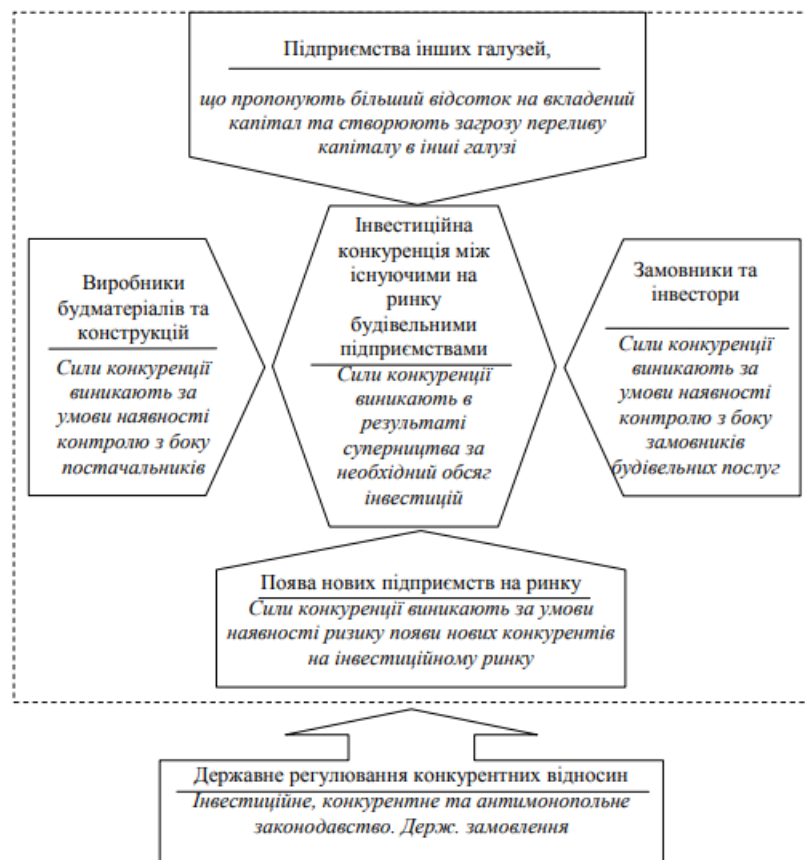 Підприємства інших галузей,
що пропонують більший відсоток на вкладений
капітал та створюють загрозу переливу
капіталу в інші галузі
Виробники
будматеріалів та
конструкцій
Сили конкуренції
виникають за
умови наявності
контролю з боку
постачальників
Інвестиційна
конкуренція між
існуючими на
ринку
будівельними
підприємствами
Сили конкуренції
виникають в
результаті
суперництва за
необхідний обсяг
інвестицій
Замовники та
інвестори
Сили конкуренції
виникають за
умови наявності
контролю з боку
замовників
будівельних послуг
Поява нових підприємств на ринку
Сили конкуренції виникають за умови
наявності ризику появи нових конкурентів
на інвестиційному ринку
Державне регулювання конкурентних відносин
Інвестиційне, конкурентне та антимонопольне
законодавство. Держ. замовлення